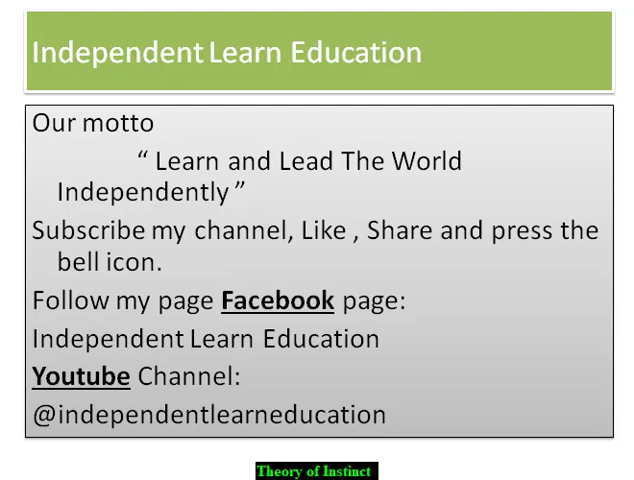 Independent Learn Education
Our motto
“ Learn and Lead The World
Independently ”
Subscribe my channel, Like , Share and press the
bell icon.
Follow my page Facebook page:
Independent Learn Education
Youtube Channel:
@independentlearneducation
Theory of Instinct